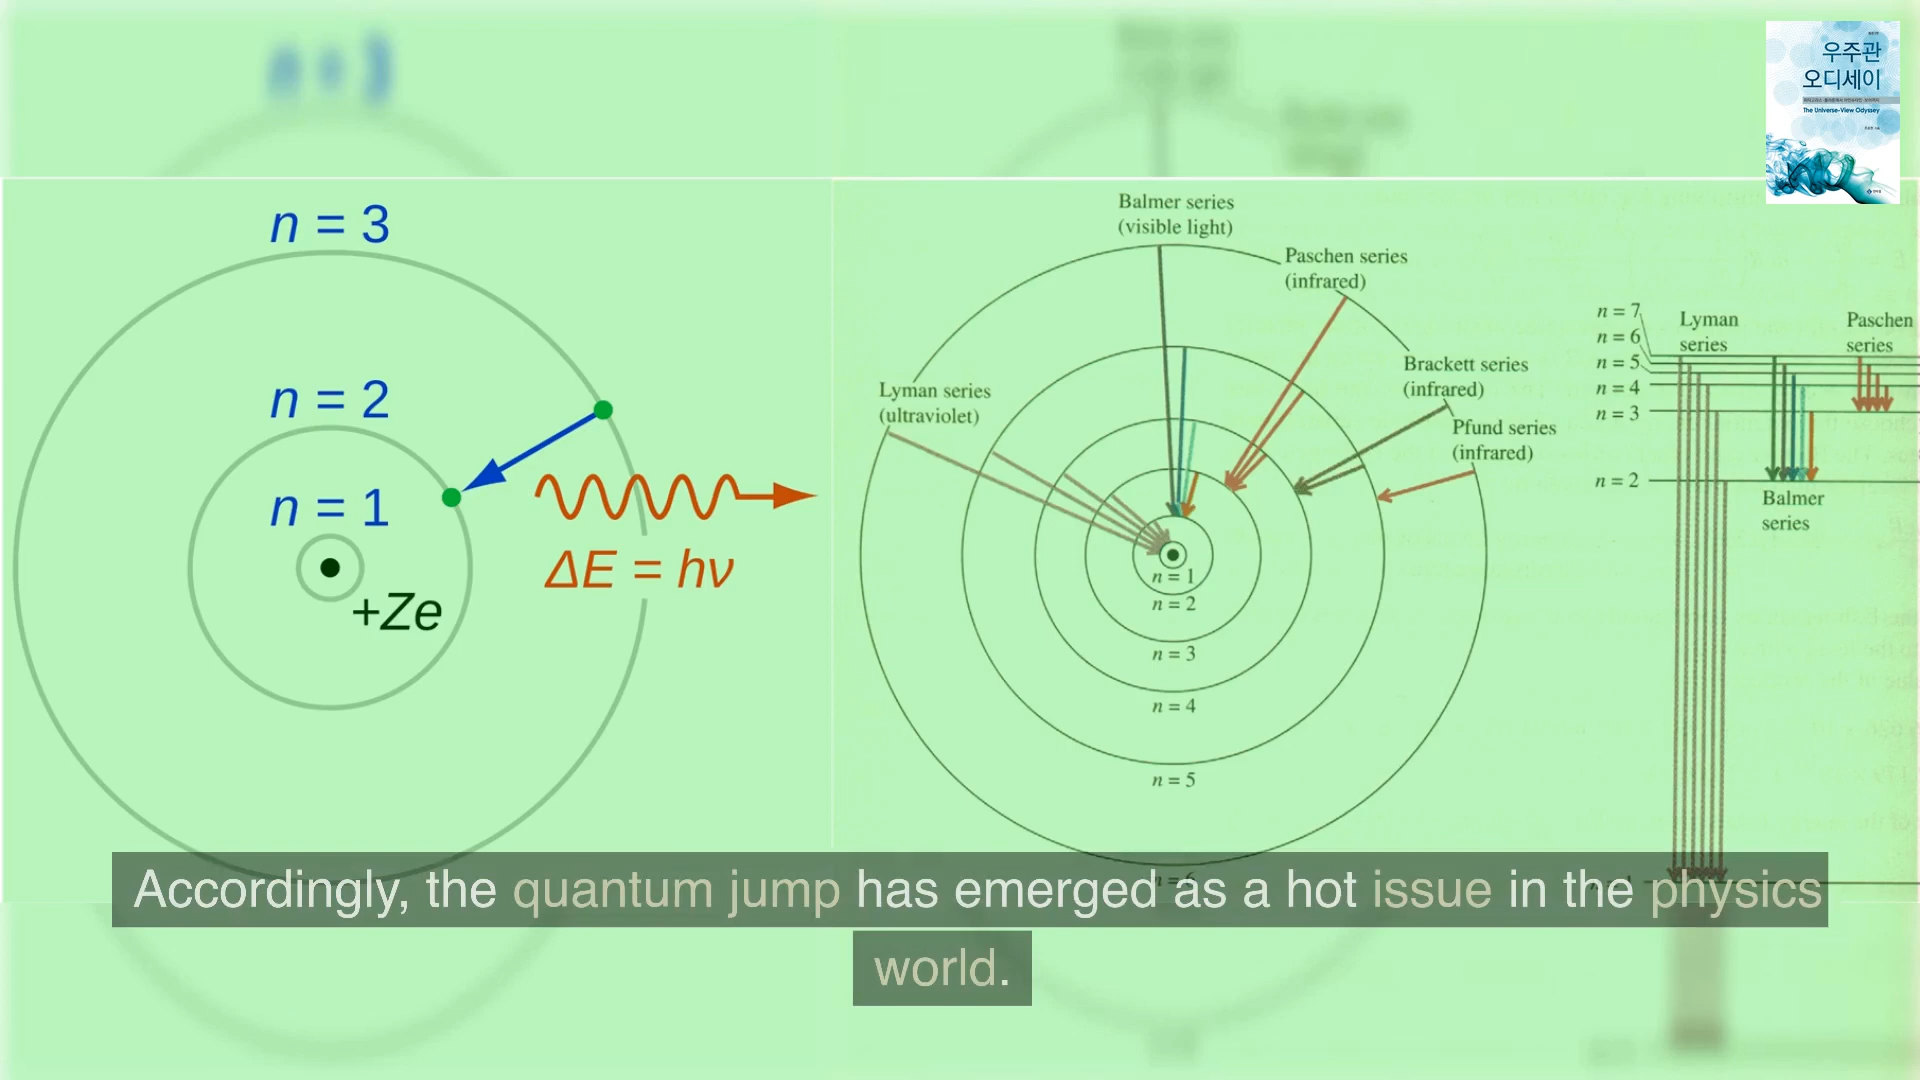 우주관
오디세이
The Universe-View Odyssey
n = 3
n = 2
n = 1
+Ze
ΔE = hν
Balmer series
(visible light)
Paschen series
(infrared)
Brackett series
(infrared)
Pfund series
(infrared)
Lyman series
(ultraviolet)
n = 1
n = 2
n = 3
n = 4
n = 5
n = 6
n = 7
n = 6
n = 5
n = 4
n = 3
n = 2
Lyman
series
Paschen
series
Balmer
series
Accordingly, the quantum jump has emerged as a hot issue in the physics
world.